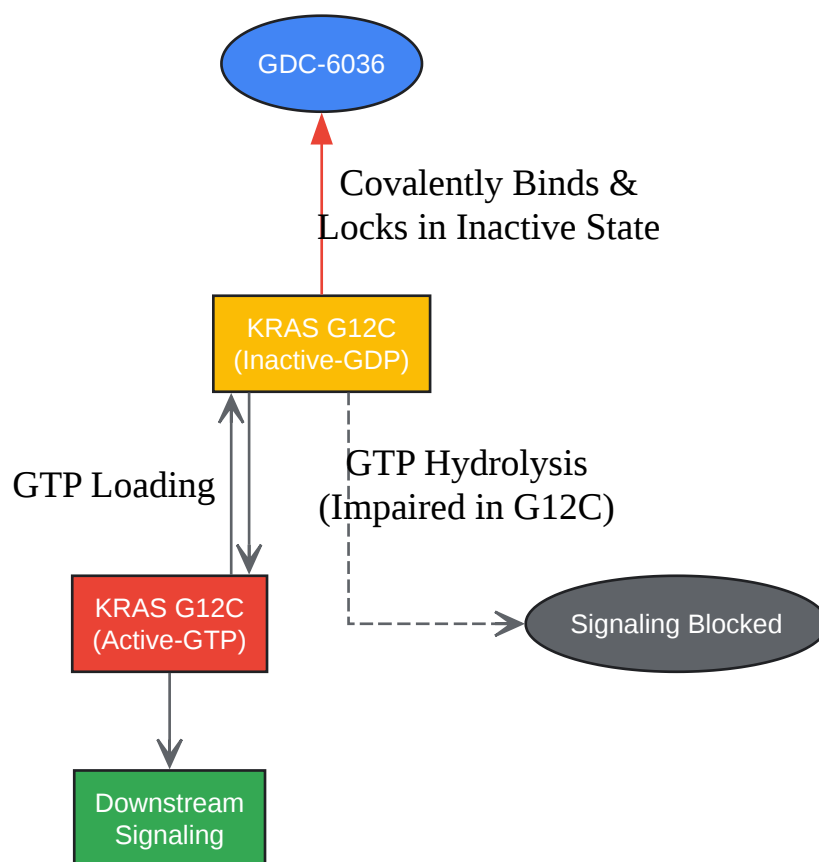 GDC-6036
Covalently Binds &
Locks in Inactive State
KRAS G12C
(Inactive-GDP)
GTP Loading
GTP Hydrolysis
(Impaired in G12C)
KRAS G12C
(Active-GTP)
Signaling Blocked
Downstream
Signaling